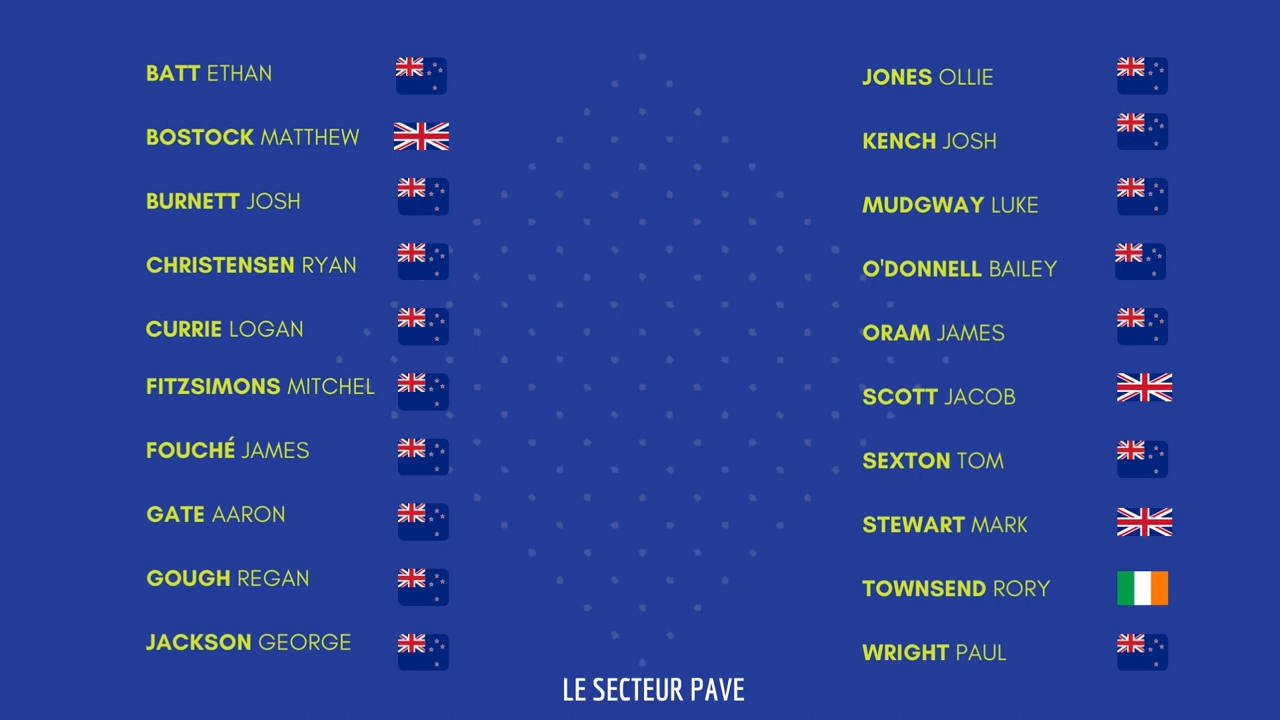 BATT ETHAN
BOSTOCK MATTHEW
BURNETT JOSH
CHRISTENSEN RYAN
CURRIE LOGAN
FITZSIMONS MITCHEL
FOUCHÉ JAMES
GATE AARON
GOUGH REGAN
JACKSON GEORGE
JONES OLLIE
KENCH JOSH
MUDGWAY LUKE
O'DONNELL BAILEY
ORAM JAMES
SCOTT JACOB
SEXTON TOM
STEWART MARK
TOWNSEND RORY
WRIGHT PAUL
LE SECTEUR PAVE